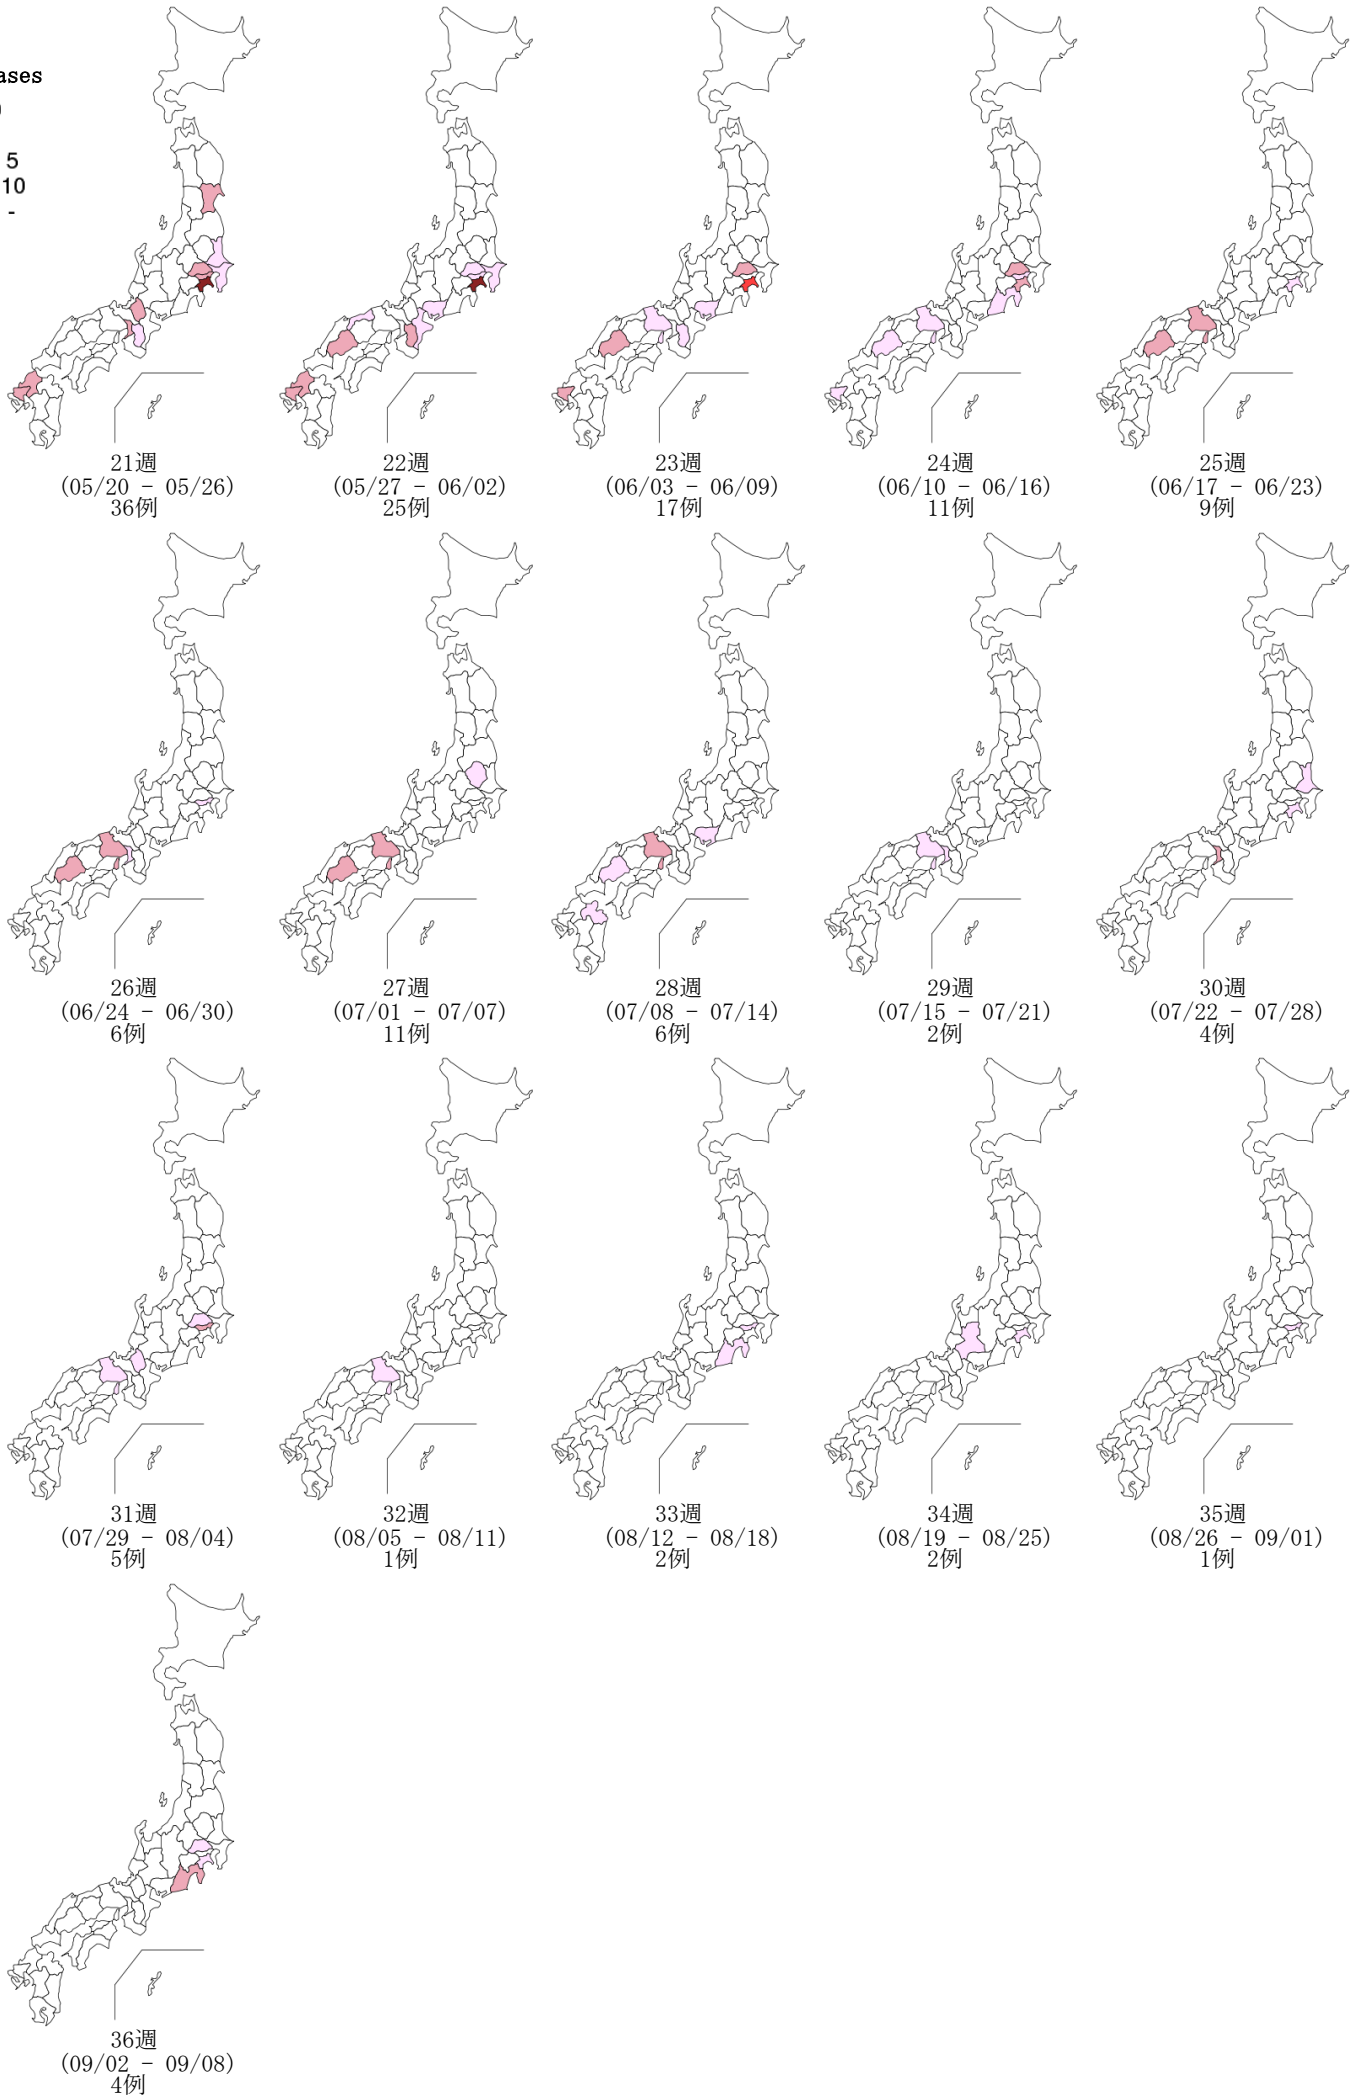 5
10
-
21週
(05/20 - 05/26)
36例
22週
(05/27 - 06/02)
25例
23週
(06/03 - 06/09)
17例
24週
(06/10 - 06/16)
11例
25週
(06/17 - 06/23)
9例
26週
(06/24 - 06/30)
6例
27週
(07/01 - 07/07)
11例
28週
(07/08 - 07/14)
6例
29週
(07/15 - 07/21)
2例
30週
(07/22 - 07/28)
4例
31週
(07/29 - 08/04)
5例
32週
(08/05 - 08/11)
1例
33週
(08/12 - 08/18)
2例
34週
(08/19 - 08/25)
2例
35週
(08/26 - 09/01)
1例
36週
(09/02 - 09/08)
4例